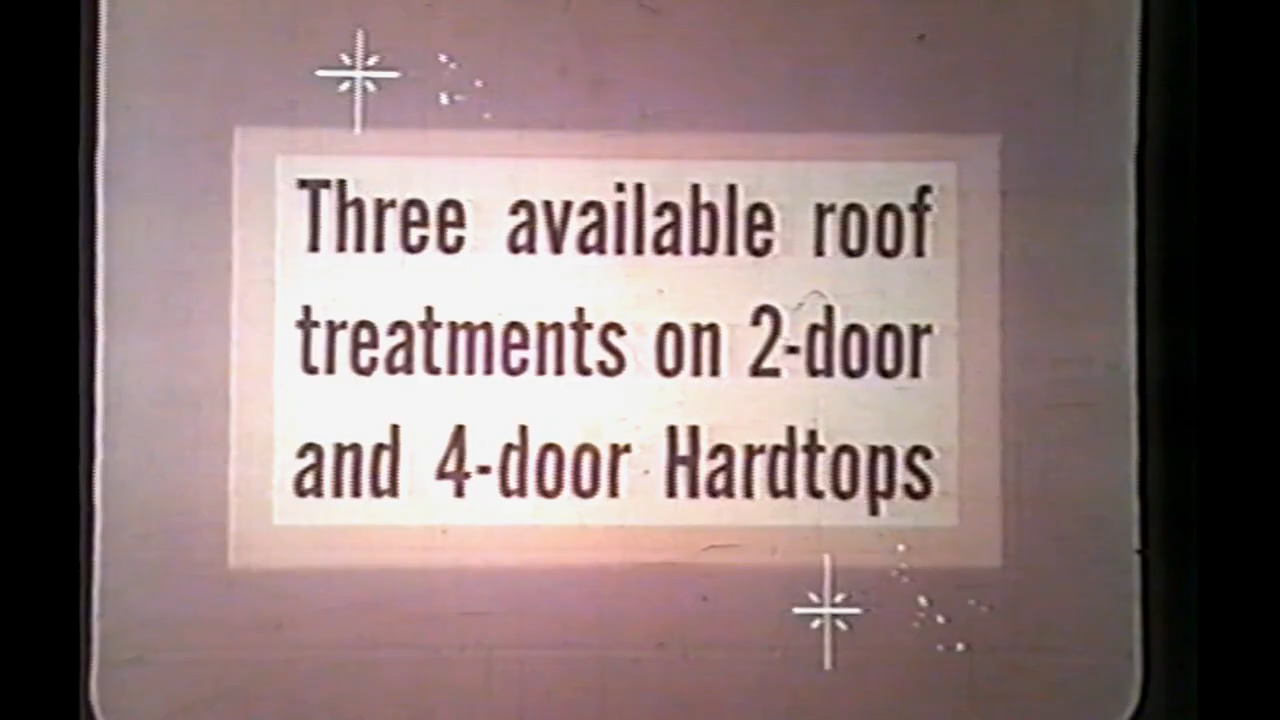 Three available roof
treatments on 2-door
and 4-door Hardtops